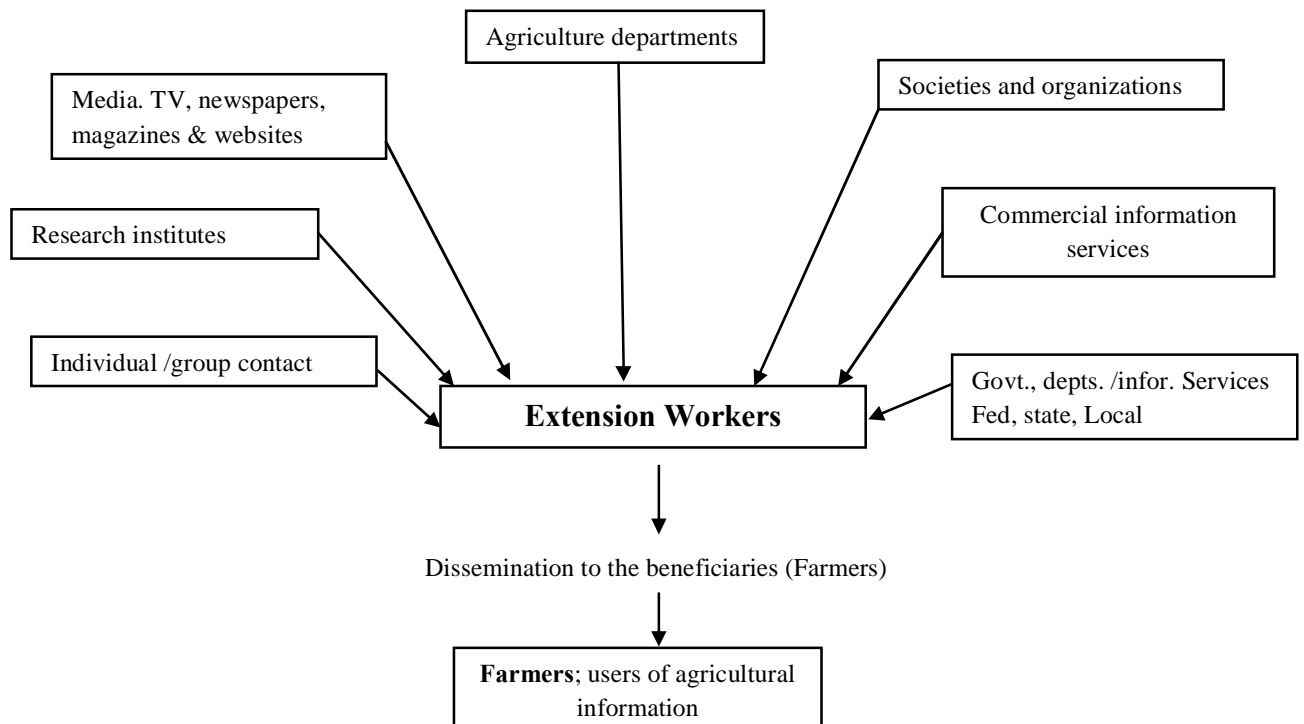 Agriculture departments
Media. TV, newspapers,
magazines & websites
Societies and organizations
Research institutes
Commercial information
services
Individual /group contact
Govt., depts. /infor. Services
Fed, state, Local
Extension Workers
Dissemination to the beneficiaries (Farmers)
Farmers; users of agricultural
information